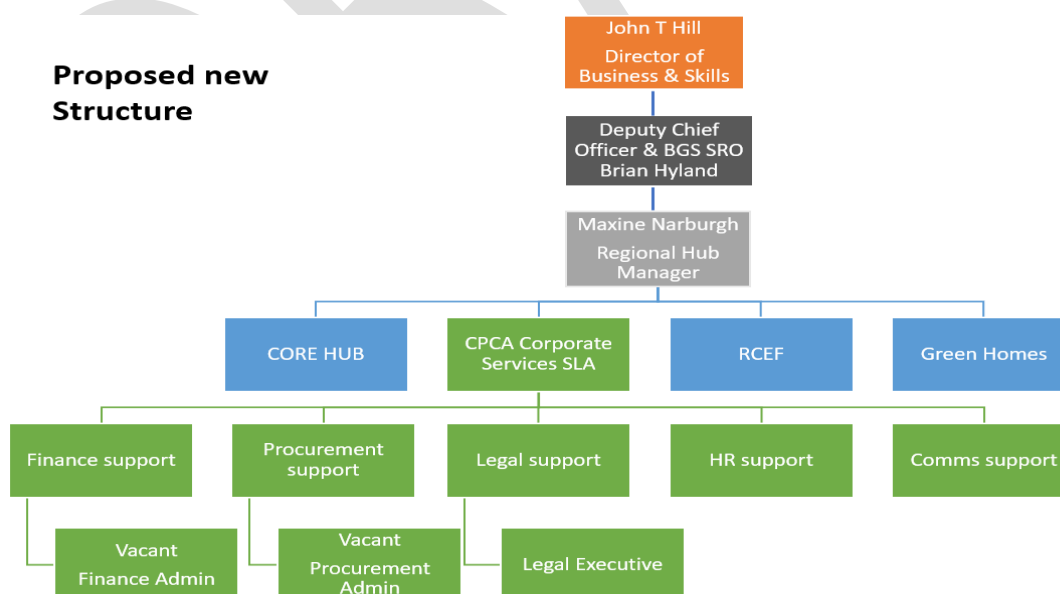 John T Hill
Director of
Business & Skills
Proposed new
Structure
Deputy Chief
Officer & BGS SRO
Brian Hyland
Maxine Narburgh
Regional Hub
Manager
CORE HUB
CPCA Corporate
Services SLA
RCEF
Green Homes
Finance support
Procurement
support
Legal support
HR support
Comms support
Vacant
Finance Admin
Vacant
Procurement
Admin
Legal Executive